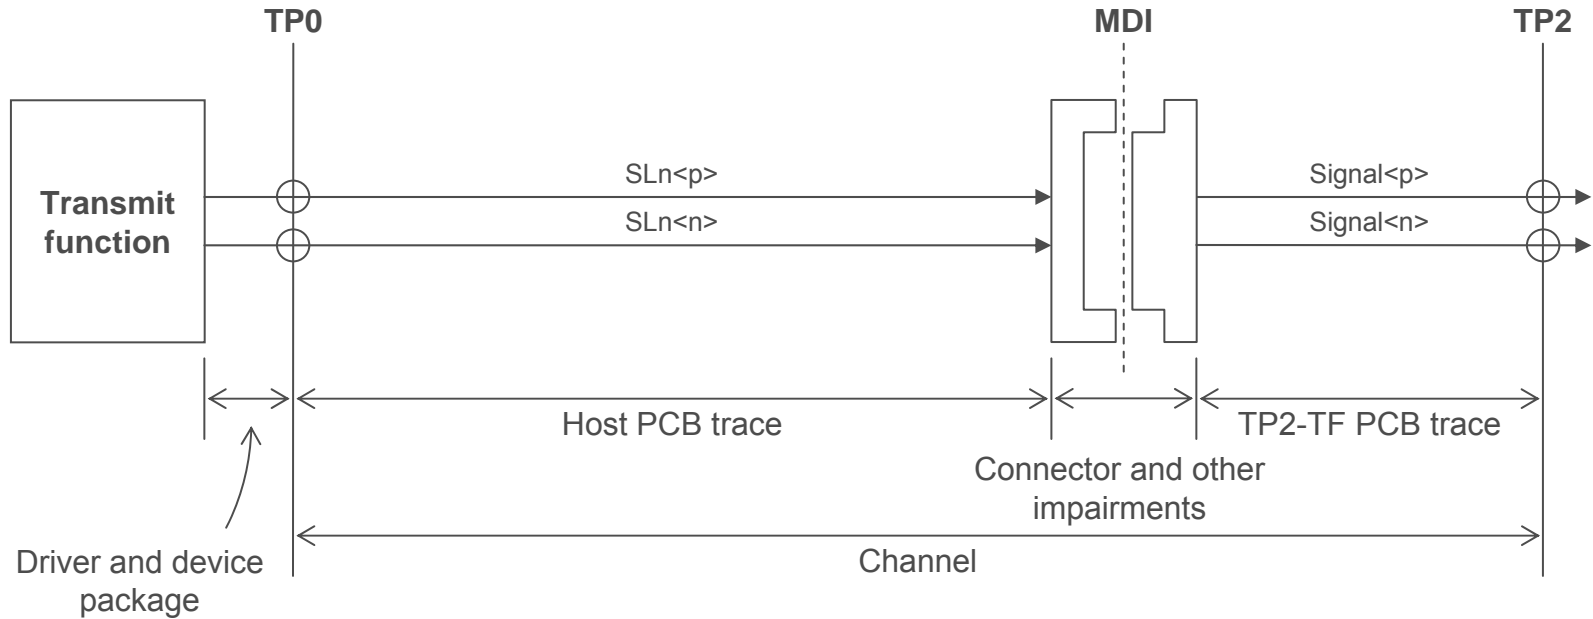 TP0
MDI
TP2
Transmit
function
SLn<p>
SLn<n>
Signal<p>
Signal<n>
Host PCB trace
TP2-TF PCB trace
Connector and other
impairments
Driver and device
package
Channel